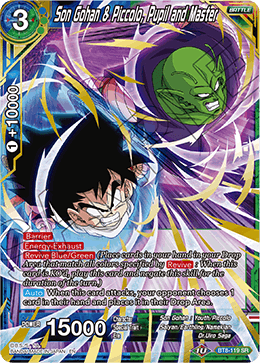 3
Son Gohan & Piccolo, Pupil and Master
BATTLE
+10000
Barrier
Energy-Exhaust
Revive Blue/Green (Place cards in your hand in your Drop
Area that match all colors specified by Revive : When this
card is KO'd, play this card and negate this skill for the
duration of the turn.)
Auto When this card attacks, your opponent chooses 1
card in their hand and places it in their Drop Area.
POWER
15000
Character
Son Gohan : Youth/Piccolo
Special Trait
Saiyan/Earthling/Namekian
Era
BT8-119 SR